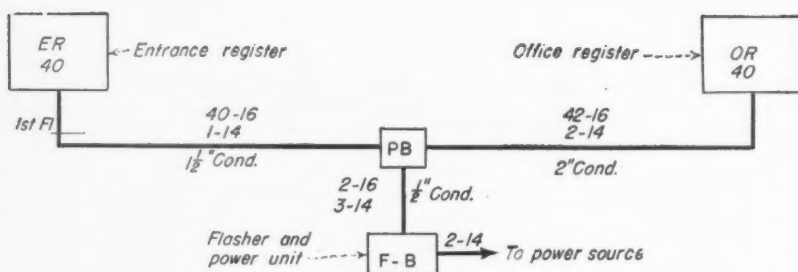 ER
40
Entrance register
Office register
OR
40
1st Fl
40-16
1-14
1½" Cond.
PB
42-16
2-14
2" Cond.
2-16
3-14
½" Cond.
Flasher and
power unit
F-B
2-14
To power source